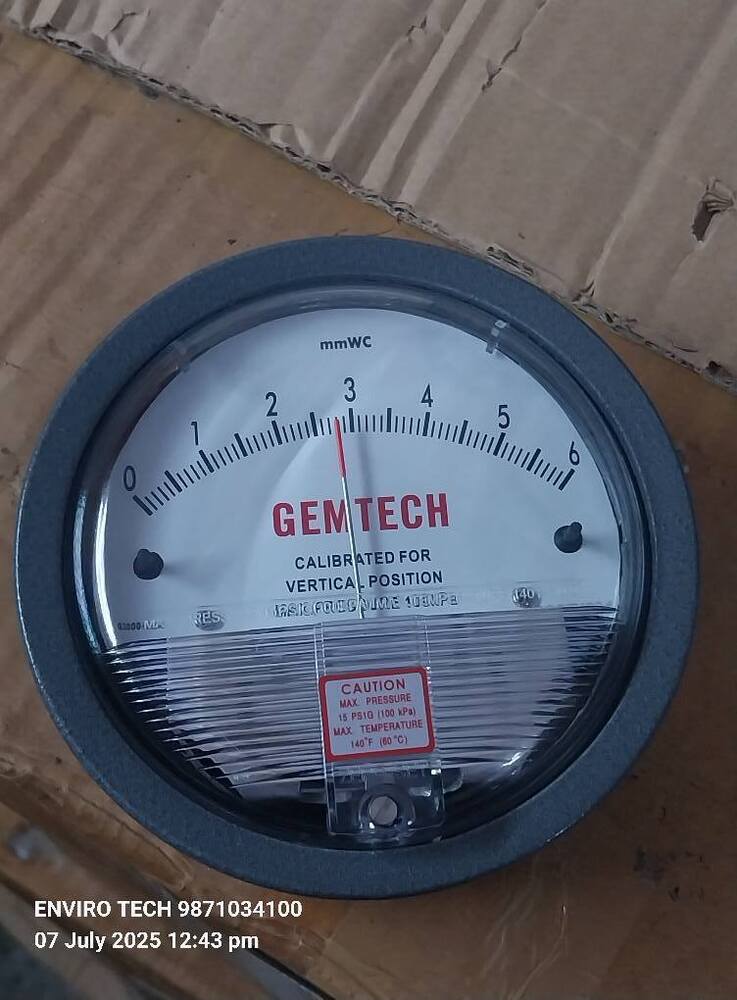 mmWC
0 1 2 3 4 5 6
GEMTECH
CALIBRATED FOR
VERTICAL POSITION
CAUTION
MAX. PRESSURE
15 PSIG (100 kPa)
MAX. TEMPERATURE
140°F (60°C)
ENVIRO TECH 9871034100
07 July 2025 12:43 pm